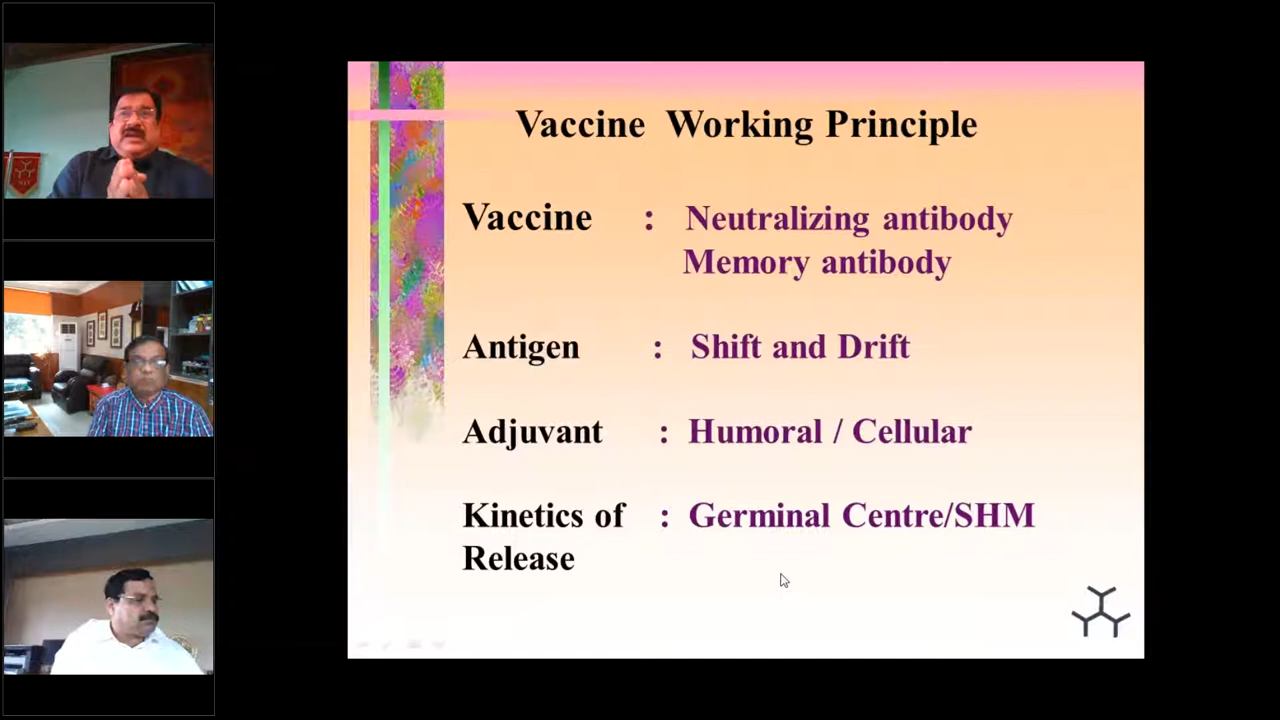 Vaccine Working Principle
Vaccine : Neutralizing antibody
Memory antibody
Antigen : Shift and Drift
Adjuvant : Humoral / Cellular
Kinetics of : Germinal Centre/SHM
Release